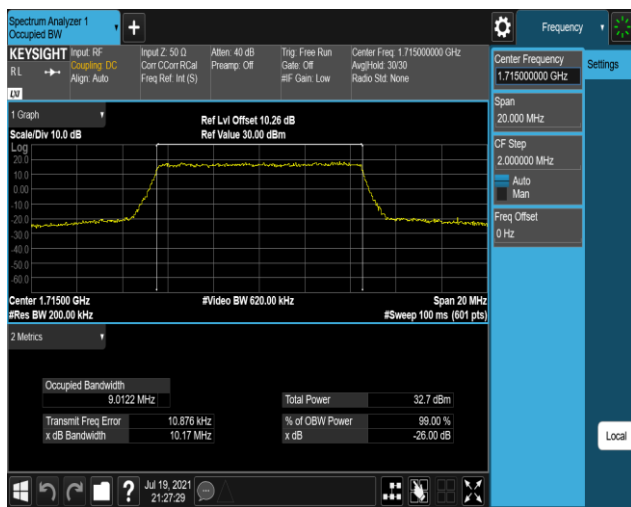 Spectrum Analyzer 1
Occupied BW
+
Frequency
KEYSIGHT
RL
LXI
Input: RF
Coupling: DC
Align: Auto
Input Z: 50 Ω
Corr CCorr RCal
Freq Ref: Int (S)
Atten: 40 dB
Preamp: Off
Trig: Free Run
Gate: Off
#IF Gain: Low
Center Freq: 1.715000000 GHz
Avg|Hold: 30/30
Radio Std: None
Center Frequency
1.715000000 GHz
Settings
Span
20.000 MHz
CF Step
2.000000 MHz
Auto
Man
Freq Offset
0 Hz
1 Graph
Scale/Div 10.0 dB
Ref Lvl Offset 10.26 dB
Ref Value 30.00 dBm
Log
20.0
10.0
0.00
-10.0
-20.0
-30.0
-40.0
-50.0
-60.0
Center 1.71500 GHz
#Video BW 620.00 kHz
Span 20 MHz
#Res BW 200.00 kHz
#Sweep 100 ms (601 pts)
2 Metrics
Occupied Bandwidth
9.0122 MHz
Total Power 32.7 dBm
Transmit Freq Error 10.876 kHz
% of OBW Power 99.00 %
x dB Bandwidth 10.17 MHz
x dB -26.00 dB
Local
?
Jul 19, 2021
21:27:29